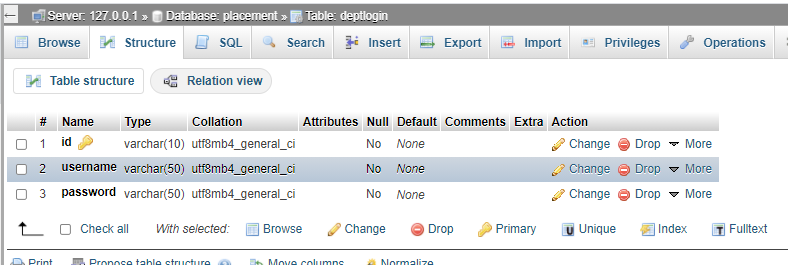 Server: 127.0.0.1 » Database: placement » Table: deptlogin
Browse Structure SQL Search Insert Export Import Privileges Operations
Table structure Relation view
# Name Type Collation Attributes Null Default Comments Extra Action
1 id varchar(10) utf8mb4_general_ci No None Change Drop More
2 username varchar(50) utf8mb4_general_ci No None Change Drop More
3 password varchar(50) utf8mb4_general_ci No None Change Drop More
Check all With selected: Browse Change Drop Primary Unique Index Fulltext
Print Propose table structure Move columns Normalize